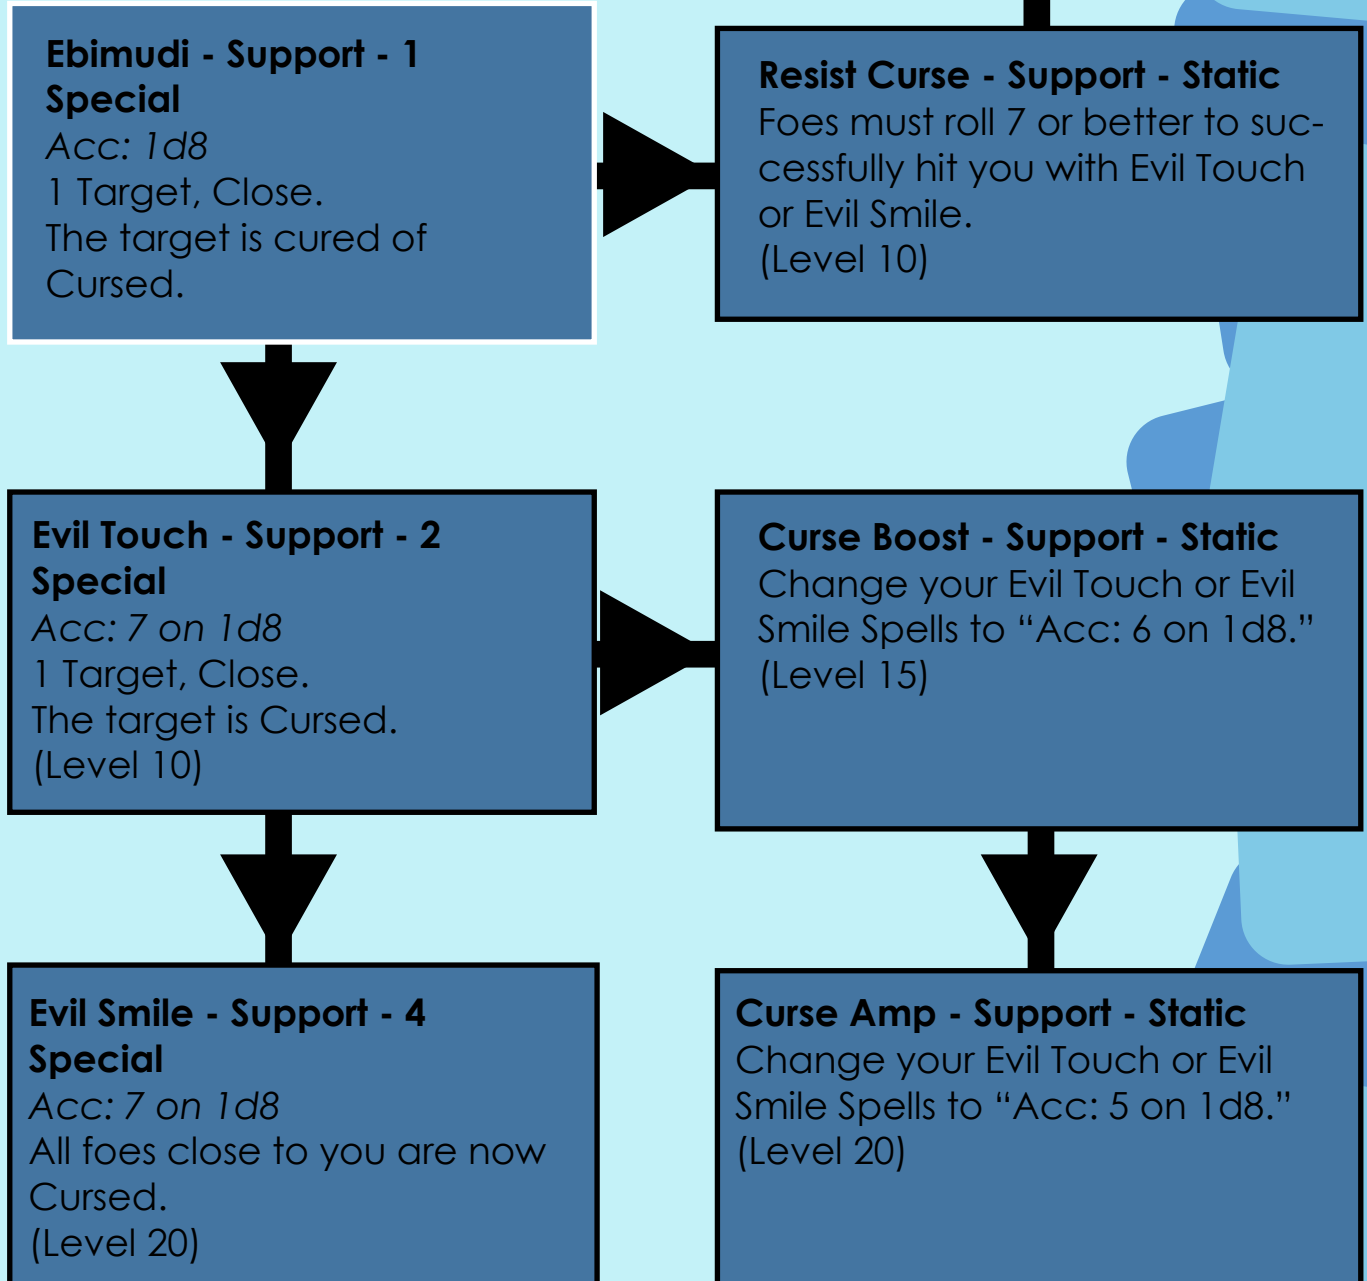 Ebimudi - Support - 1
Special
Acc: 1d8
1 Target, Close.
The target is cured of
Cursed.
Resist Curse - Support - Static
Foes must roll 7 or better to suc-
cessfully hit you with Evil Touch
or Evil Smile.
(Level 10)
Evil Touch - Support - 2
Special
Acc: 7 on 1d8
1 Target, Close.
The target is Cursed.
(Level 10)
Curse Boost - Support - Static
Change your Evil Touch or Evil
Smile Spells to “Acc: 6 on 1d8.”
(Level 15)
Evil Smile - Support - 4
Special
Acc: 7 on 1d8
All foes close to you are now
Cursed.
(Level 20)
Curse Amp - Support - Static
Change your Evil Touch or Evil
Smile Spells to “Acc: 5 on 1d8.”
(Level 20)